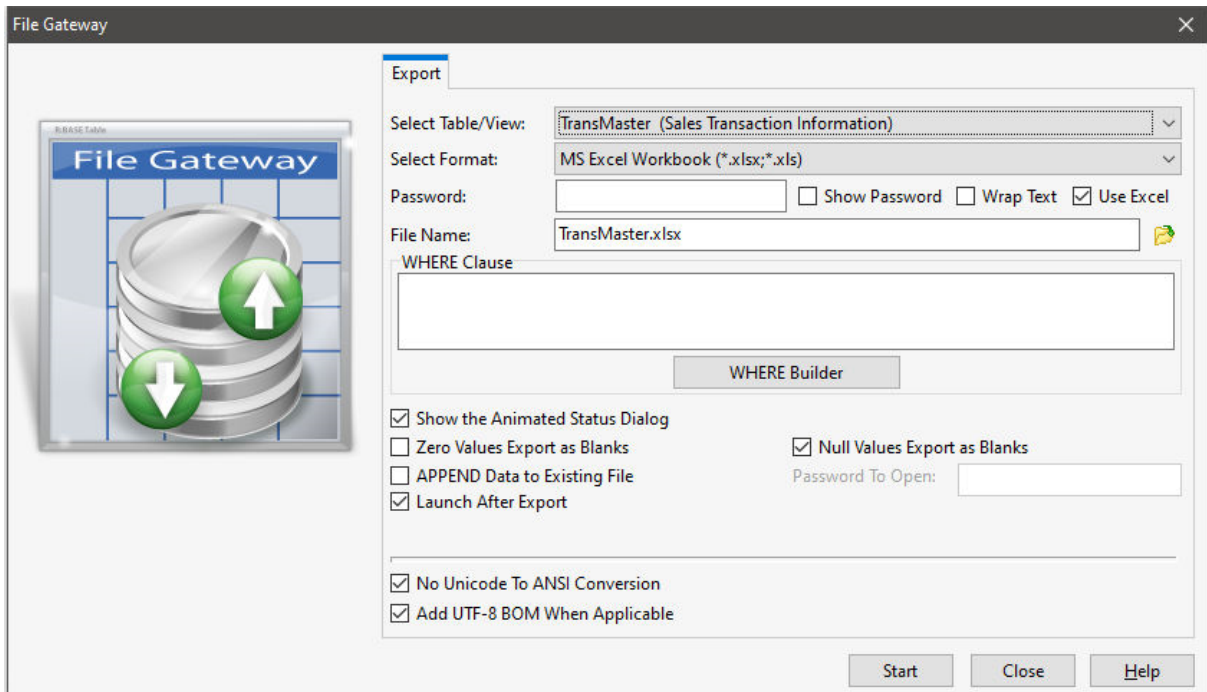 File Gateway
Export
R:BASE Table
File Gateway
Select Table/View: TransMaster (Sales Transaction Information)
Select Format: MS Excel Workbook (*.xlsx;*.xls)
Password: Show Password Wrap Text Use Excel
File Name: TransMaster.xlsx
WHERE Clause
WHERE Builder
Show the Animated Status Dialog
Zero Values Export as Blanks Null Values Export as Blanks
APPEND Data to Existing File Password To Open:
Launch After Export
No Unicode To ANSI Conversion
Add UTF-8 BOM When Applicable
Start Close Help